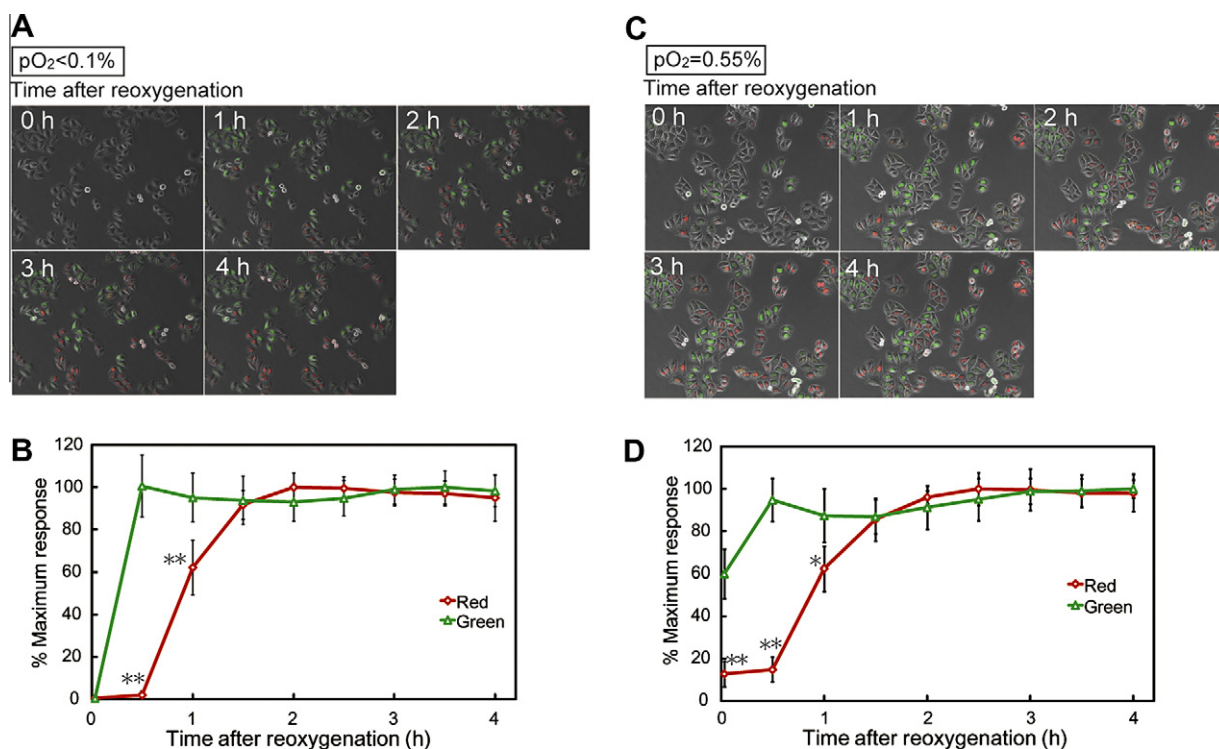 A
pO₂<0.1%
Time after reoxygenation
0 h
1 h
2 h
3 h
4 h
B
% Maximum response
120
100
80
60
40
20
0
**
**
Red
Green
0
1
2
3
4
Time after reoxygenation (h)
C
pO₂=0.55%
Time after reoxygenation
0 h
1 h
2 h
3 h
4 h
D
% Maximum response
120
100
80
60
40
20
0
**
**
*
Red
Green
0
1
2
3
4
Time after reoxygenation (h)